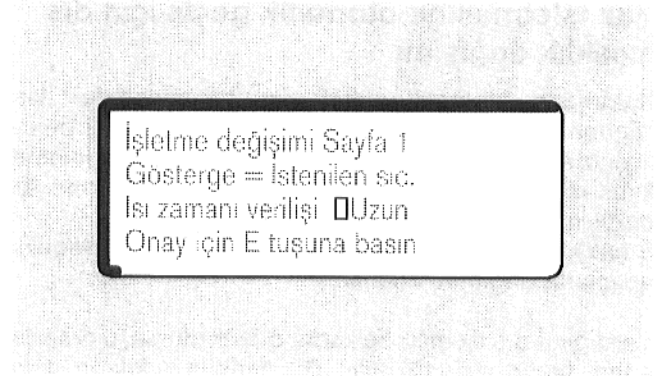 İşletme değişimi Sayfa 1
Gösterge = İstenilen sıc.
Isı zamanı verilişi ▯Uzun
Onay için E tuşuna basın